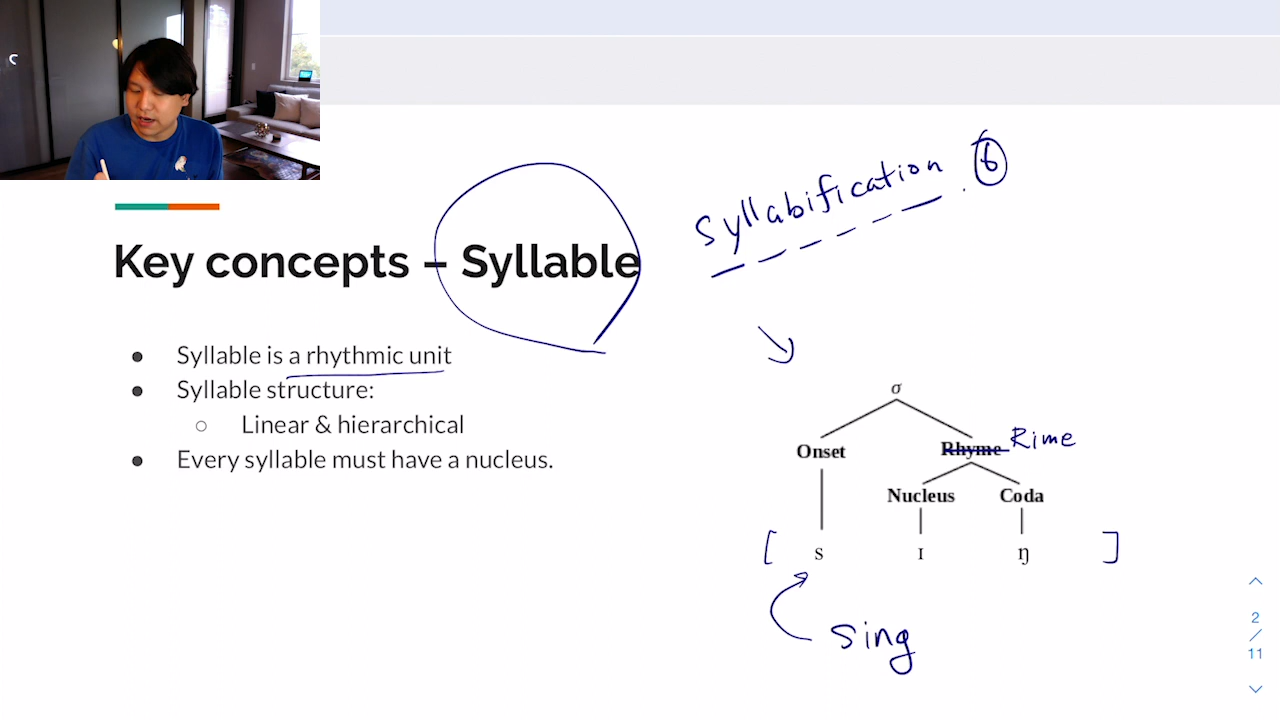 Syllabification. 6
Key concepts – Syllable
● Syllable is a rhythmic unit
● Syllable structure:
○ Linear & hierarchical
● Every syllable must have a nucleus.
σ
Onset Rhyme Rime
Nucleus Coda
[ s ɪ ŋ ]
Sing
2
/
11